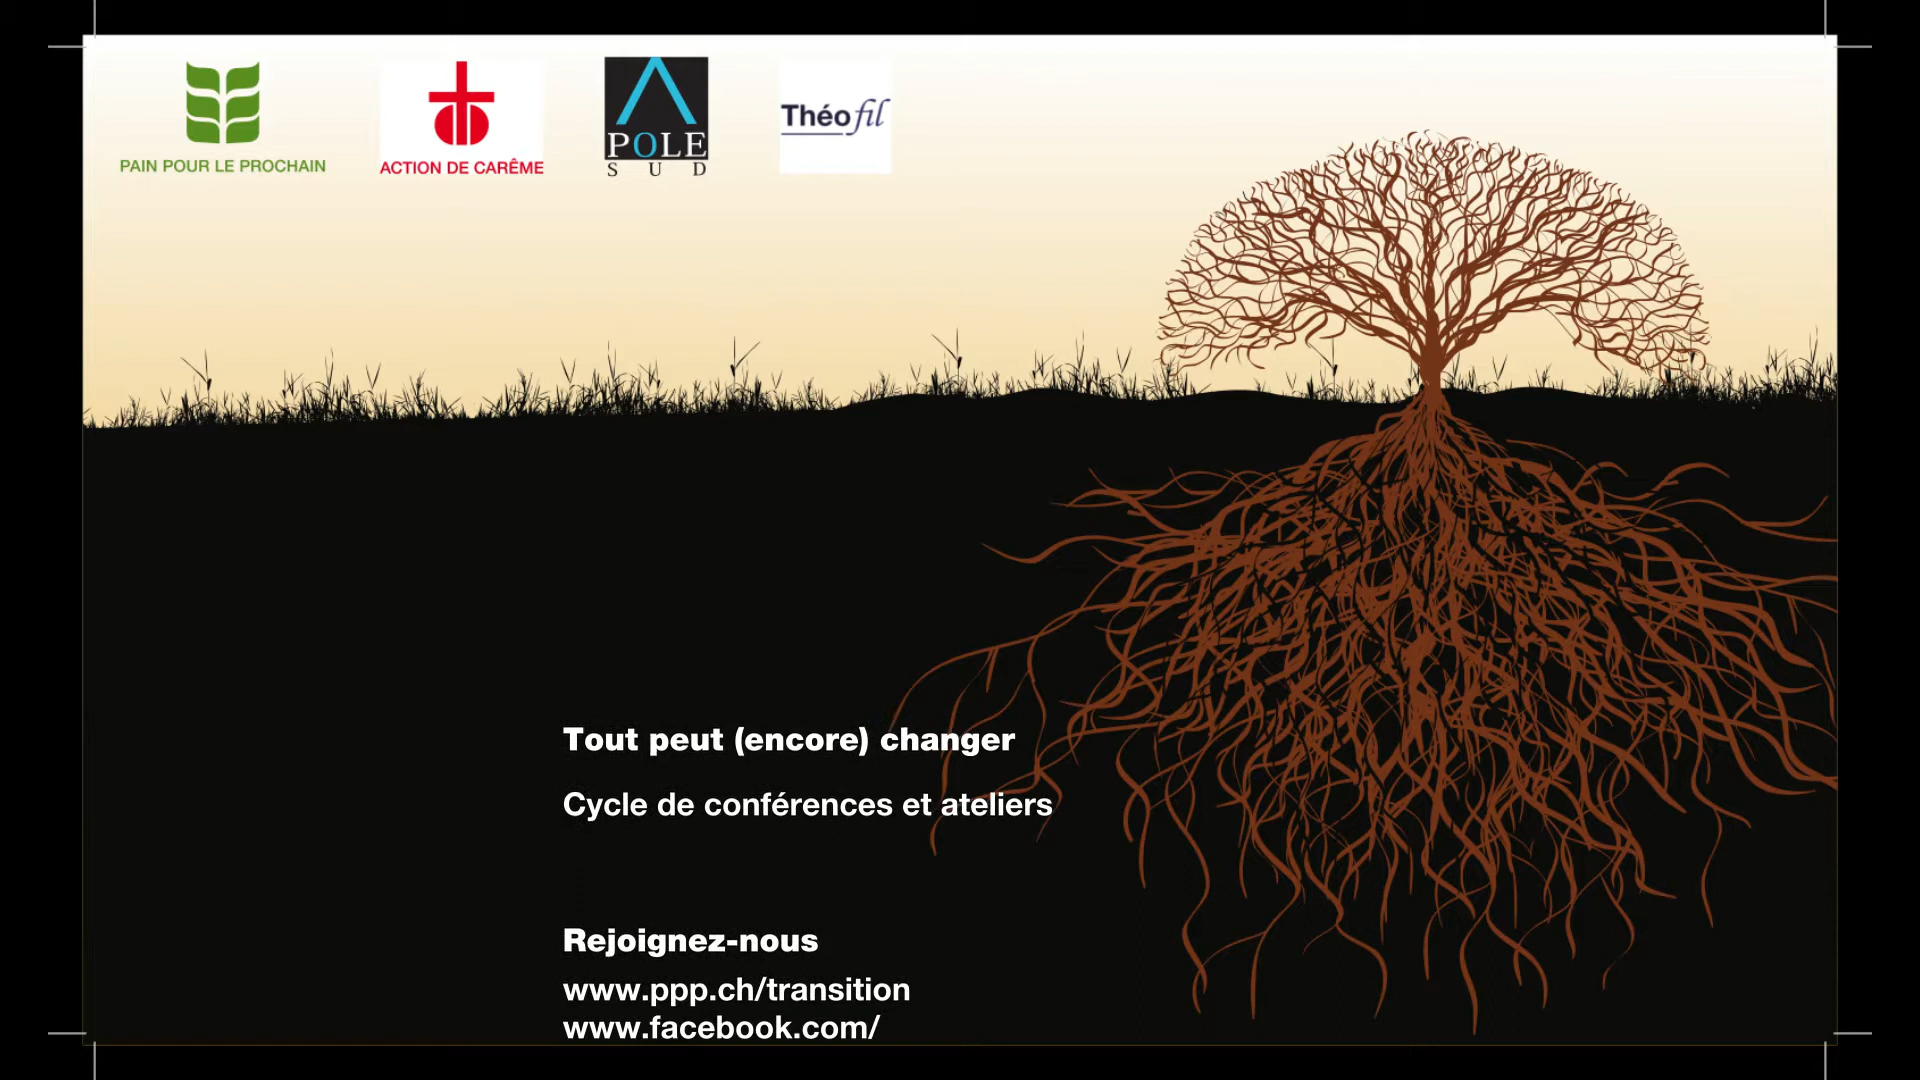 PAIN POUR LE PROCHAIN
ACTION DE CARÊME
POLE
SUD
Théofil
Tout peut (encore) changer
Cycle de conférences et ateliers
Rejoignez-nous
www.ppp.ch/transition
www.facebook.com/